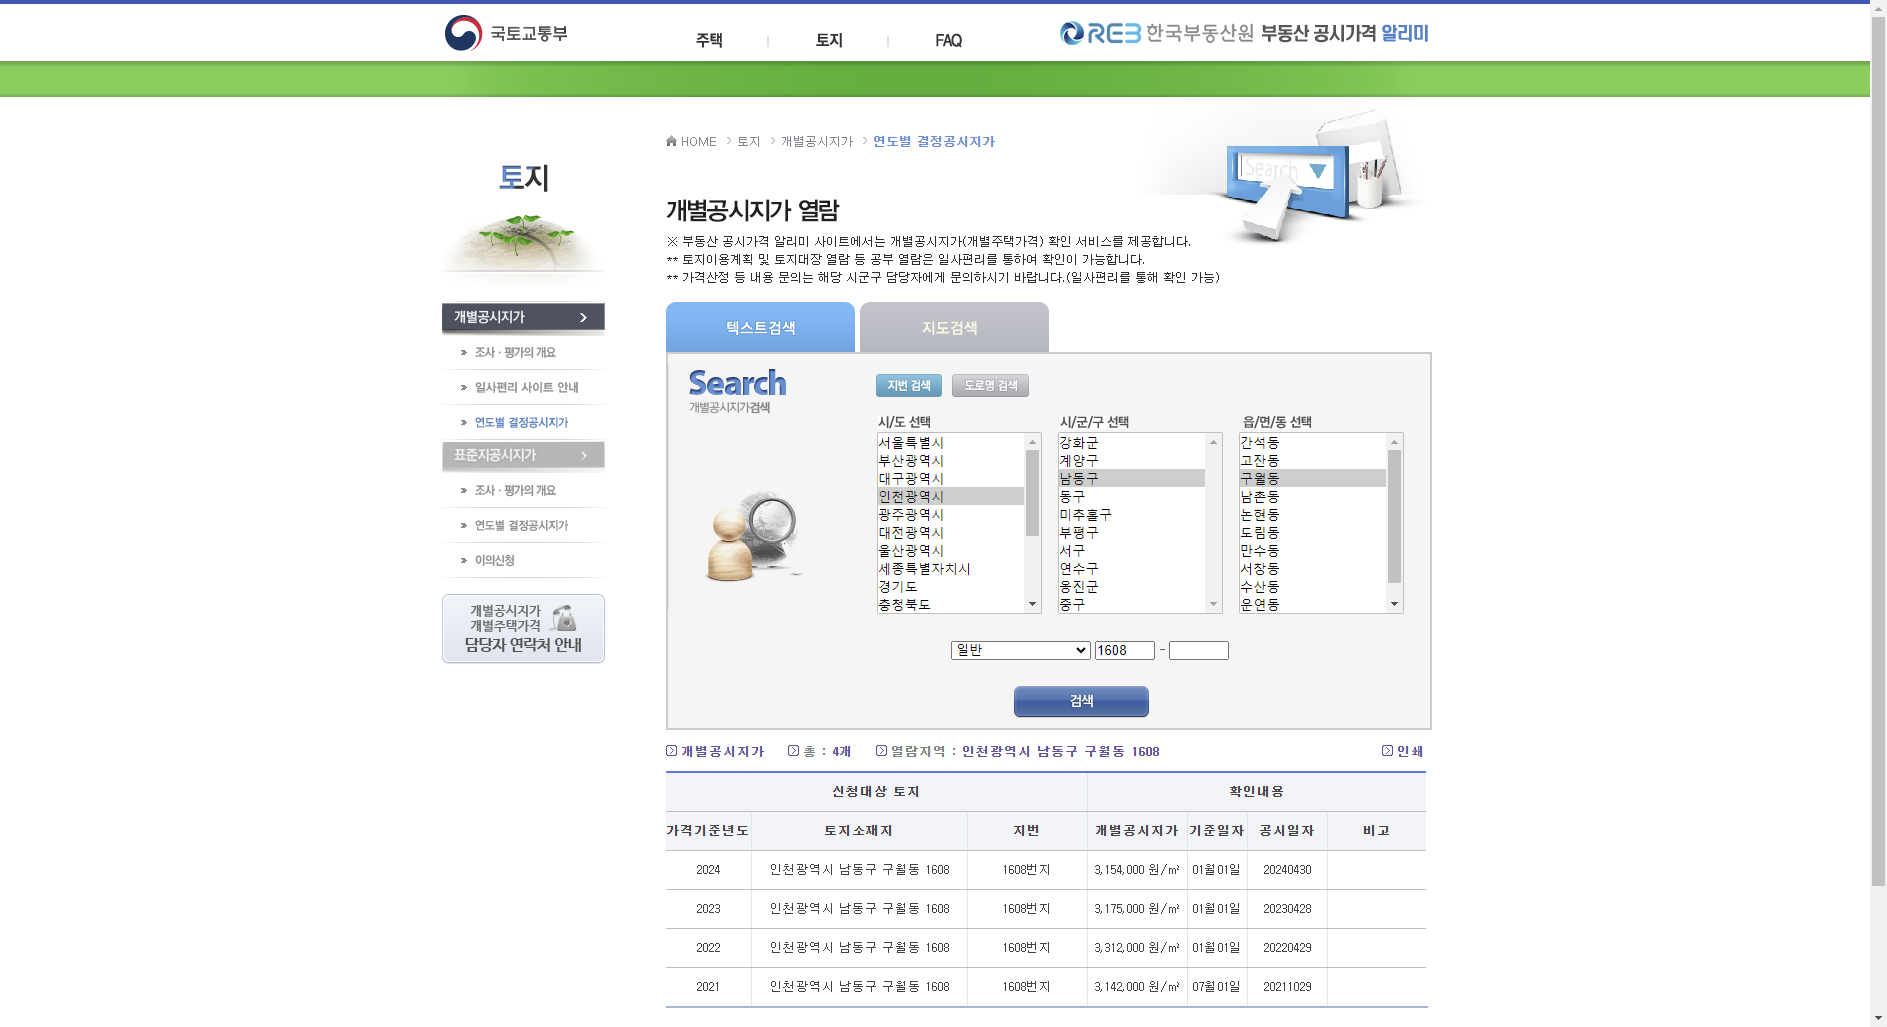 국토교통부
주택
토지
FAQ
REB 한국부동산원 부동산 공시가격 알리미
HOME > 토지 > 개별공시지가 > 연도별 결정공시지가
Search
토지
개별공시지가 열람
※ 부동산 공시가격 알리미 사이트에서는 개별공시지가(개별주택가격) 확인 서비스를 제공합니다.
** 토지이용계획 및 토지대장 열람 등 공부 열람은 일사편리를 통하여 확인이 가능합니다.
** 가격산정 등 내용 문의는 해당 시군구 담당자에게 문의하시기 바랍니다.(일사편리를 통해 확인 가능)
개별공시지가
» 조사 · 평가의 개요
» 일사편리 사이트 안내
» 연도별 결정공시지가
표준지공시지가
» 조사 · 평가의 개요
» 연도별 결정공시지가
» 이의신청
개별공시지가
개별주택가격
담당자 연락처 안내
텍스트검색
지도검색
Search
개별공시지가검색
지번 검색
도로명 검색
시/도 선택
서울특별시
부산광역시
대구광역시
인천광역시
광주광역시
대전광역시
울산광역시
세종특별자치시
경기도
충청북도
시/군/구 선택
강화군
계양구
남동구
동구
미추홀구
부평구
서구
연수구
옹진군
중구
읍/면/동 선택
간석동
고잔동
구월동
남촌동
논현동
도림동
만수동
서창동
수산동
운연동
일반 1608 -
검색
개별공시지가 총 : 4개 열람지역 : 인천광역시 남동구 구월동 1608 인쇄
신청대상 토지 확인내용
가격기준년도 토지소재지 지번 개별공시지가 기준일자 공시일자 비고
2024 인천광역시 남동구 구월동 1608 1608번지 3,154,000 원/㎡ 01월01일 20240430
2023 인천광역시 남동구 구월동 1608 1608번지 3,175,000 원/㎡ 01월01일 20230428
2022 인천광역시 남동구 구월동 1608 1608번지 3,312,000 원/㎡ 01월01일 20220429
2021 인천광역시 남동구 구월동 1608 1608번지 3,142,000 원/㎡ 07월01일 20211029